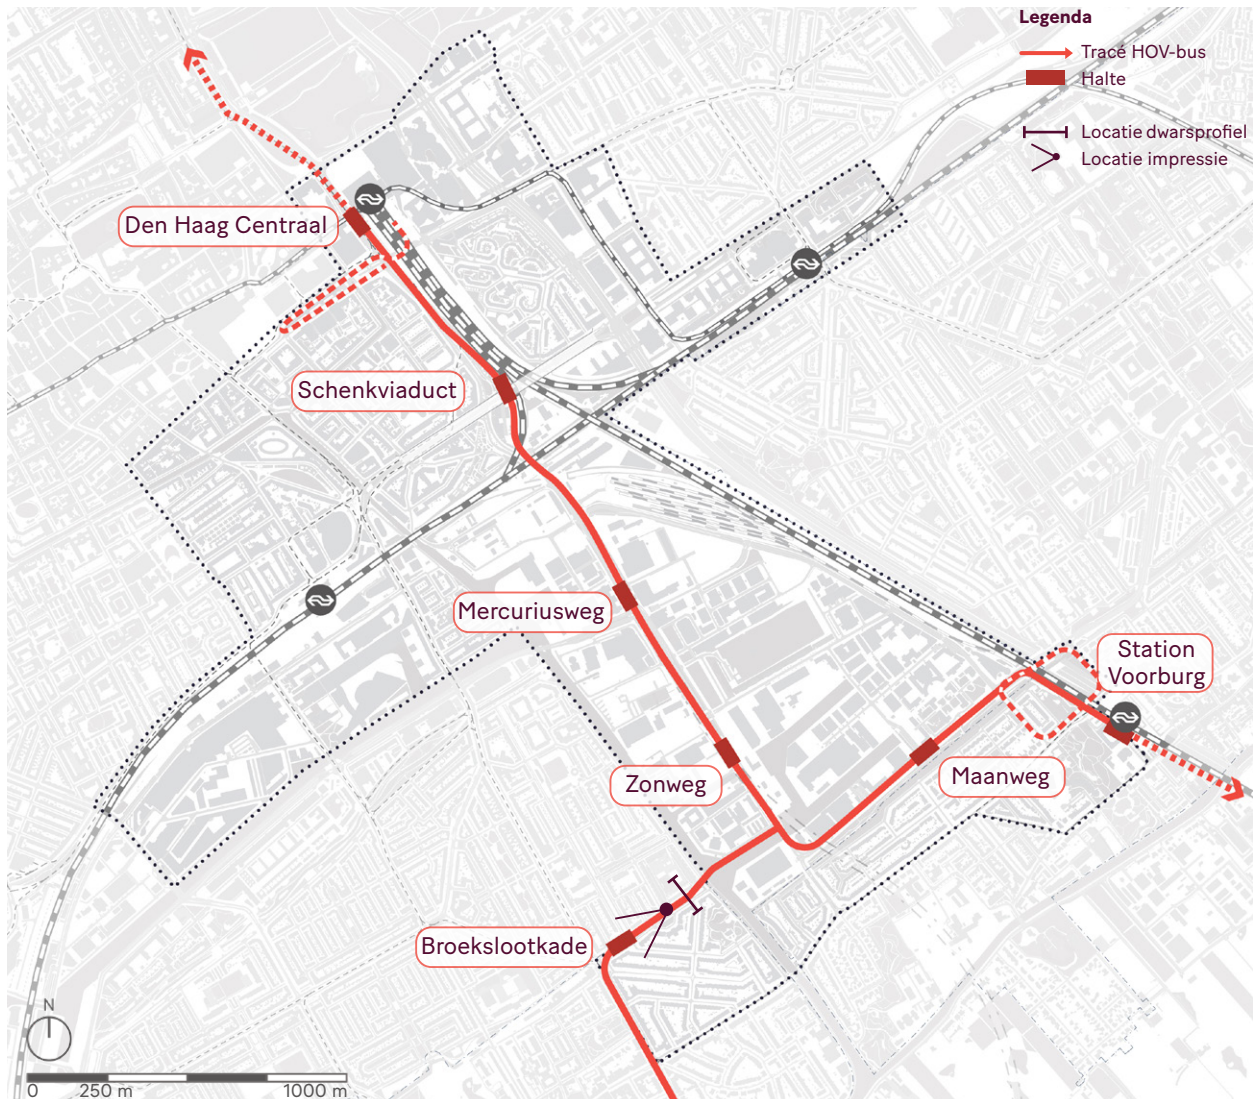 Legenda
Tracé HOV-bus
Halte
Locatie dwarsprofiel
Locatie impressie
Den Haag Centraal
Schenkviaduct
Mercuriusweg
Station
Voorburg
Zonweg
Maanweg
Broekslootkade
N
0 250 m 1000 m